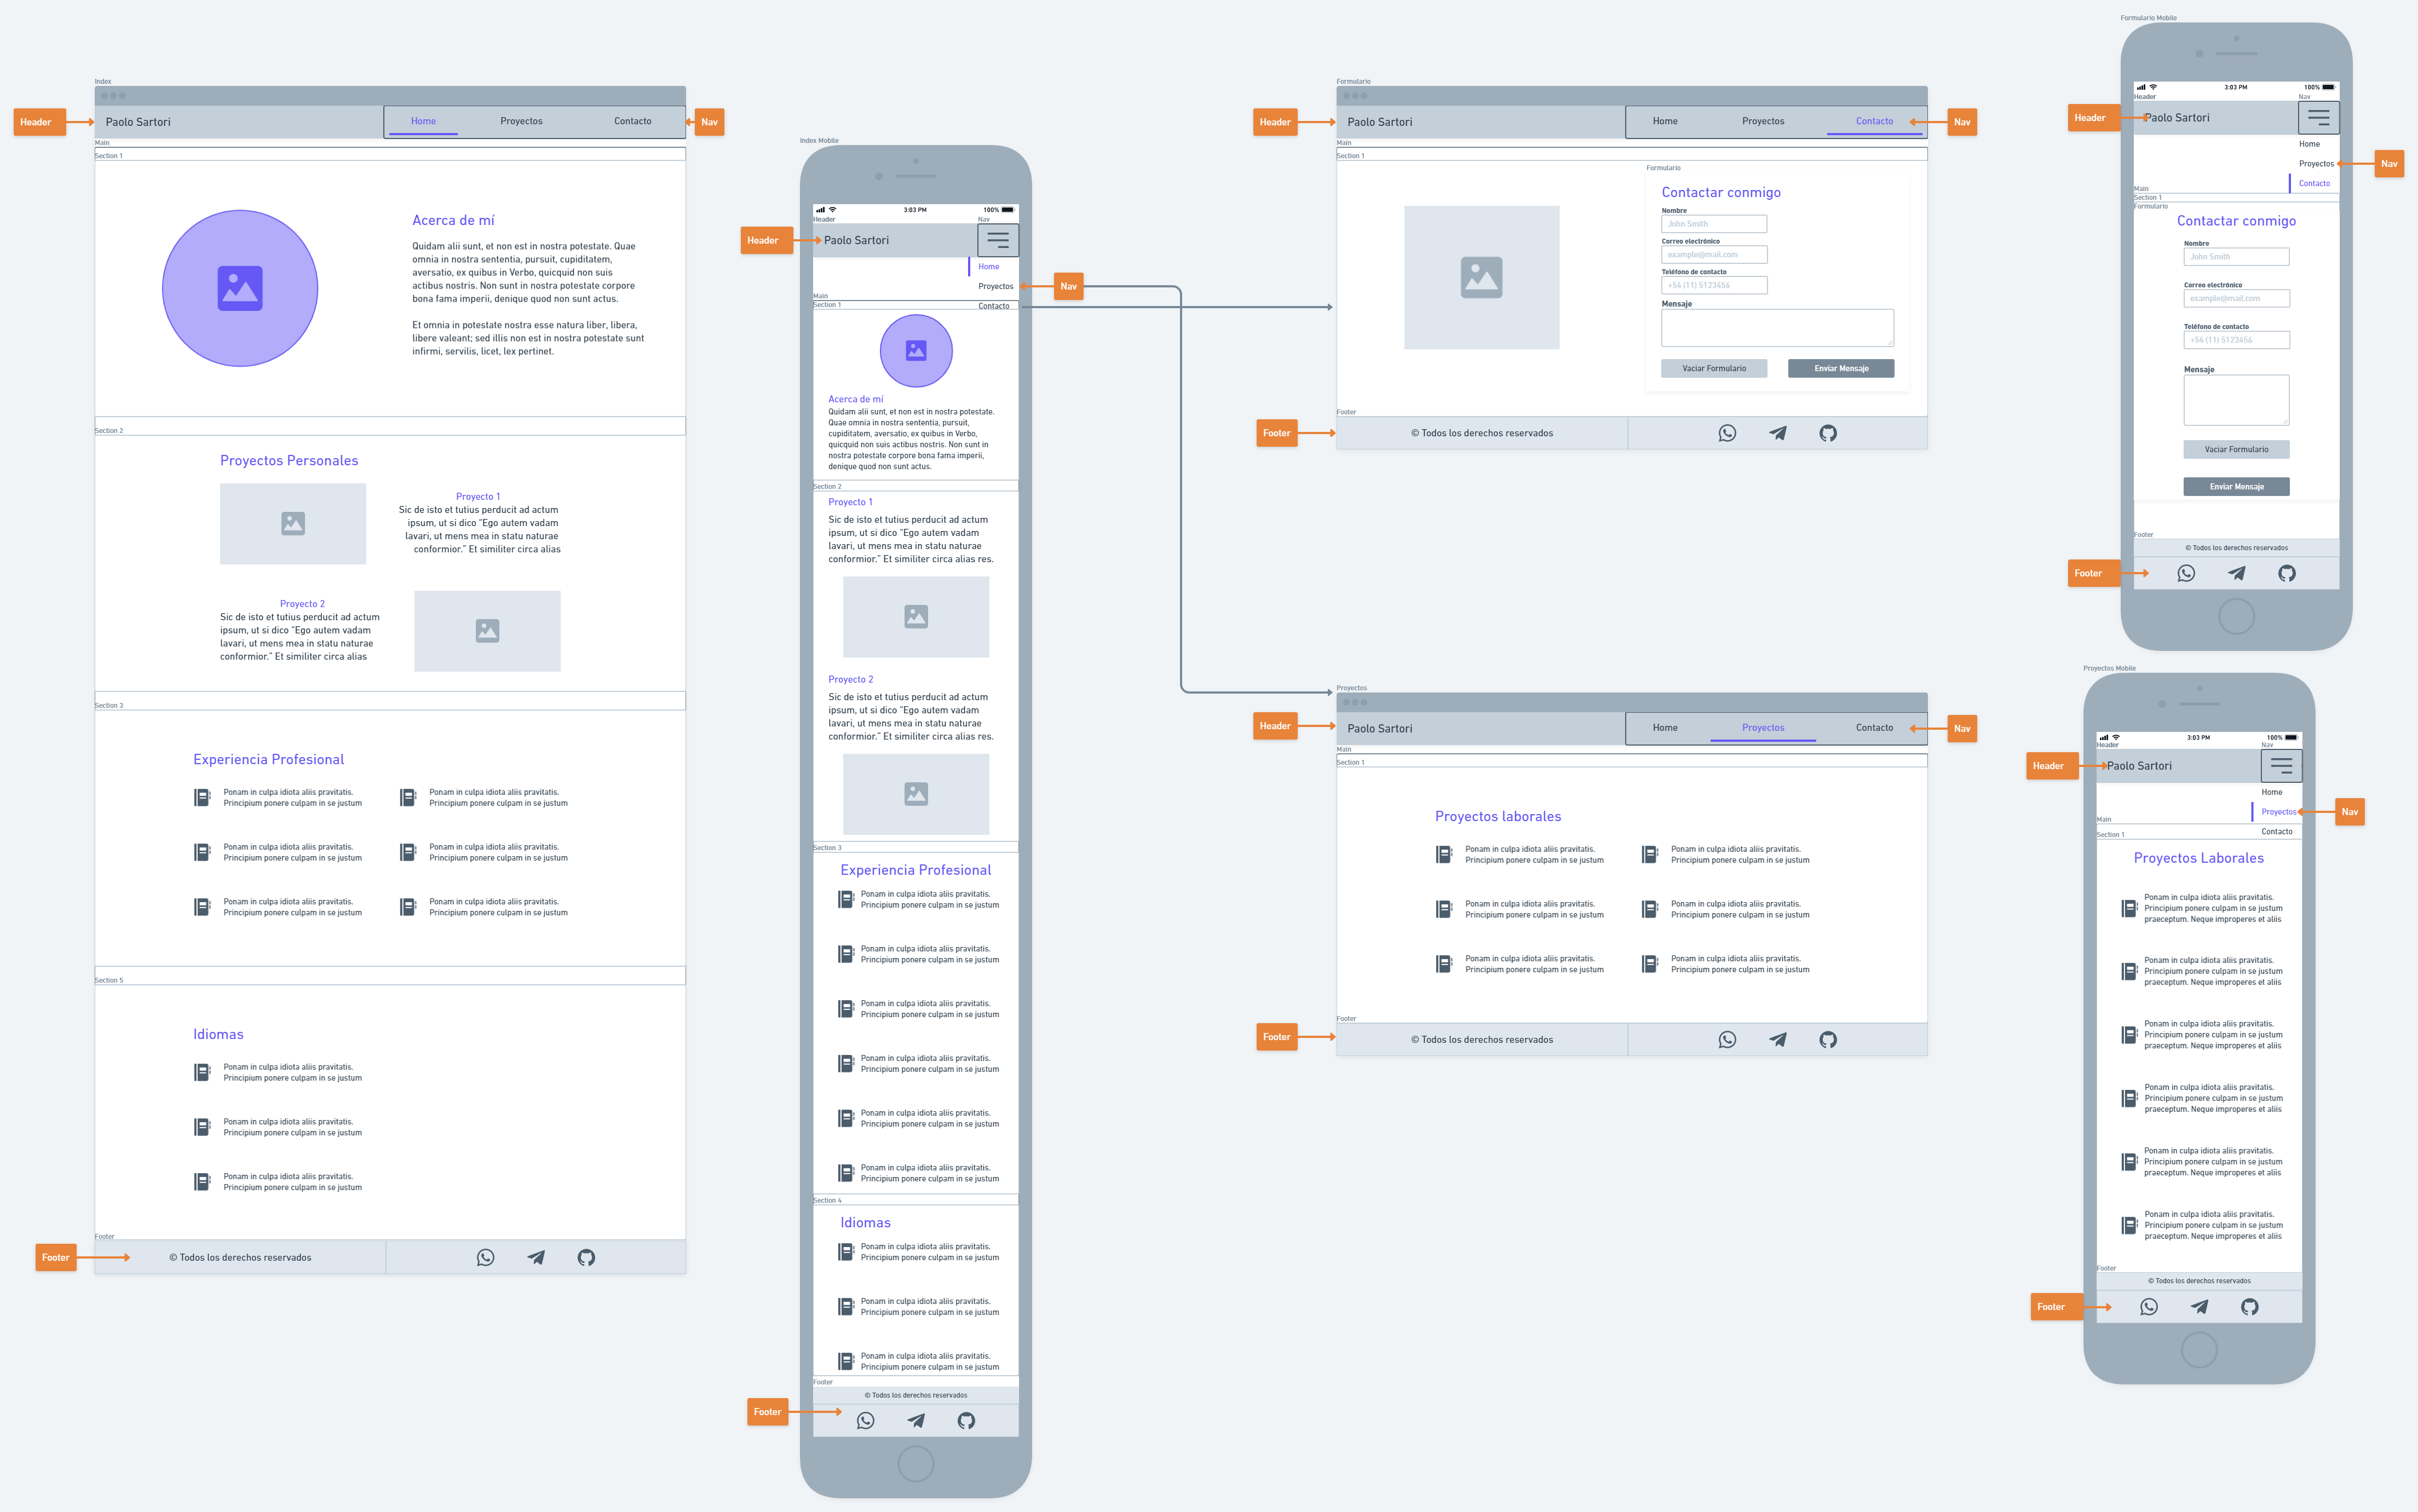 Index
Header
Paolo Sartori
Home
Proyectos
Contacto
Nav
Main
Section 1
Acerca de mí
Quidam alii sunt, et non est in nostra potestate. Quae
omnia in nostra sententia, pursuit, cupiditatem,
aversatio, ex quibus in Verbo, quicquid non suis
actibus nostris. Non sunt in nostra potestate corpore
bona fama imperii, denique quod non sunt actus.
Et omnia in potestate nostra esse natura liber, libera,
libere valeant; sed illis non est in nostra potestate sunt
infirmi, servilis, licet, lex pertinet.
Section 2
Proyectos Personales
Proyecto 1
Sic de isto et tutius perducit ad actum
ipsum, ut si dico "Ego autem vadam
lavari, ut mens mea in statu naturae
conformior." Et similiter circa alias
Proyecto 2
Sic de isto et tutius perducit ad actum
ipsum, ut si dico "Ego autem vadam
lavari, ut mens mea in statu naturae
conformior." Et similiter circa alias
Section 3
Experiencia Profesional
Ponam in culpa idiota aliis pravitatis.
Principium ponere culpam in se justum
Ponam in culpa idiota aliis pravitatis.
Principium ponere culpam in se justum
Ponam in culpa idiota aliis pravitatis.
Principium ponere culpam in se justum
Ponam in culpa idiota aliis pravitatis.
Principium ponere culpam in se justum
Ponam in culpa idiota aliis pravitatis.
Principium ponere culpam in se justum
Ponam in culpa idiota aliis pravitatis.
Principium ponere culpam in se justum
Section 5
Idiomas
Ponam in culpa idiota aliis pravitatis.
Principium ponere culpam in se justum
Ponam in culpa idiota aliis pravitatis.
Principium ponere culpam in se justum
Ponam in culpa idiota aliis pravitatis.
Principium ponere culpam in se justum
Footer
Footer
© Todos los derechos reservados
Index Mobile
3:03 PM
100%
Header
Nav
Header
Paolo Sartori
Home
Proyectos
Nav
Main
Section 1
Contacto
Acerca de mí
Quidam alii sunt, et non est in nostra potestate.
Quae omnia in nostra sententia, pursuit,
cupiditatem, aversatio, ex quibus in Verbo,
quicquid non suis actibus nostris. Non sunt in
nostra potestate corpore bona fama imperii,
denique quod non sunt actus.
Section 2
Proyecto 1
Sic de isto et tutius perducit ad actum
ipsum, ut si dico "Ego autem vadam
lavari, ut mens mea in statu naturae
conformior." Et similiter circa alias res.
Proyecto 2
Sic de isto et tutius perducit ad actum
ipsum, ut si dico "Ego autem vadam
lavari, ut mens mea in statu naturae
conformior." Et similiter circa alias res.
Section 3
Experiencia Profesional
Ponam in culpa idiota aliis pravitatis.
Principium ponere culpam in se justum
Ponam in culpa idiota aliis pravitatis.
Principium ponere culpam in se justum
Ponam in culpa idiota aliis pravitatis.
Principium ponere culpam in se justum
Ponam in culpa idiota aliis pravitatis.
Principium ponere culpam in se justum
Ponam in culpa idiota aliis pravitatis.
Principium ponere culpam in se justum
Ponam in culpa idiota aliis pravitatis.
Principium ponere culpam in se justum
Section 4
Idiomas
Ponam in culpa idiota aliis pravitatis.
Principium ponere culpam in se justum
Ponam in culpa idiota aliis pravitatis.
Principium ponere culpam in se justum
Ponam in culpa idiota aliis pravitatis.
Principium ponere culpam in se justum
Footer
© Todos los derechos reservados
Footer
Formulario
Header
Paolo Sartori
Home
Proyectos
Contacto
Nav
Main
Section 1
Formulario
Contactar conmigo
Nombre
John Smith
Correo electrónico
example@mail.com
Teléfono de contacto
+54 (11) 5123456
Mensaje
Vaciar Formulario
Enviar Mensaje
Footer
Footer
© Todos los derechos reservados
Proyectos
Header
Paolo Sartori
Home
Proyectos
Contacto
Nav
Main
Section 1
Proyectos laborales
Ponam in culpa idiota aliis pravitatis.
Principium ponere culpam in se justum
Ponam in culpa idiota aliis pravitatis.
Principium ponere culpam in se justum
Ponam in culpa idiota aliis pravitatis.
Principium ponere culpam in se justum
Ponam in culpa idiota aliis pravitatis.
Principium ponere culpam in se justum
Ponam in culpa idiota aliis pravitatis.
Principium ponere culpam in se justum
Ponam in culpa idiota aliis pravitatis.
Principium ponere culpam in se justum
Footer
Footer
© Todos los derechos reservados
Formulario Mobile
3:03 PM
100%
Header
Nav
Header
Paolo Sartori
Home
Proyectos
Nav
Contacto
Main
Section 1
Formulario
Contactar conmigo
Nombre
John Smith
Correo electrónico
example@mail.com
Teléfono de contacto
+54 (11) 5123456
Mensaje
Vaciar Formulario
Enviar Mensaje
Footer
© Todos los derechos reservados
Footer
Proyectos Mobile
3:03 PM
100%
Header
Nav
Header
Paolo Sartori
Home
Proyectos
Nav
Main
Contacto
Section 1
Proyectos Laborales
Ponam in culpa idiota aliis pravitatis.
Principium ponere culpam in se justum
praeceptum. Neque improperes et aliis
Ponam in culpa idiota aliis pravitatis.
Principium ponere culpam in se justum
praeceptum. Neque improperes et aliis
Ponam in culpa idiota aliis pravitatis.
Principium ponere culpam in se justum
praeceptum. Neque improperes et aliis
Ponam in culpa idiota aliis pravitatis.
Principium ponere culpam in se justum
praeceptum. Neque improperes et aliis
Ponam in culpa idiota aliis pravitatis.
Principium ponere culpam in se justum
praeceptum. Neque improperes et aliis
Ponam in culpa idiota aliis pravitatis.
Principium ponere culpam in se justum
praeceptum. Neque improperes et aliis
Footer
© Todos los derechos reservados
Footer